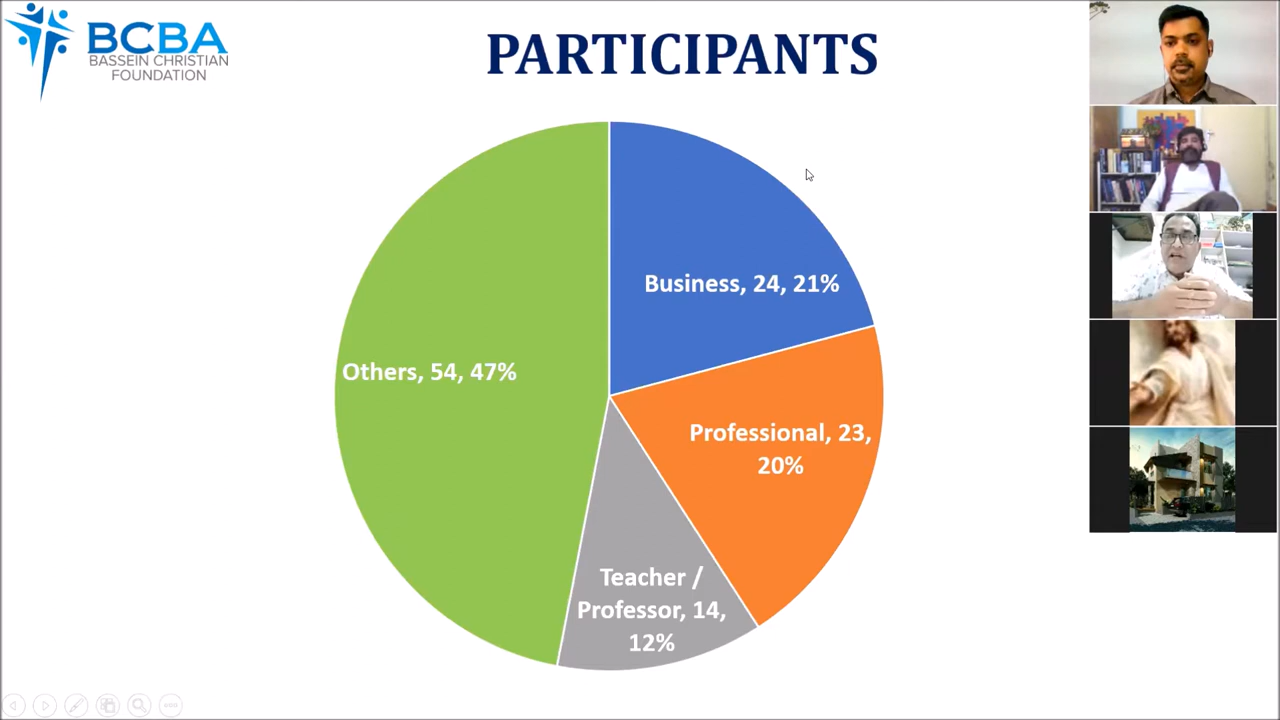 BCBA
BASSEIN CHRISTIAN
FOUNDATION
PARTICIPANTS
Business, 24, 21%
Others, 54, 47%
Professional, 23,
20%
Teacher /
Professor, 14,
12%